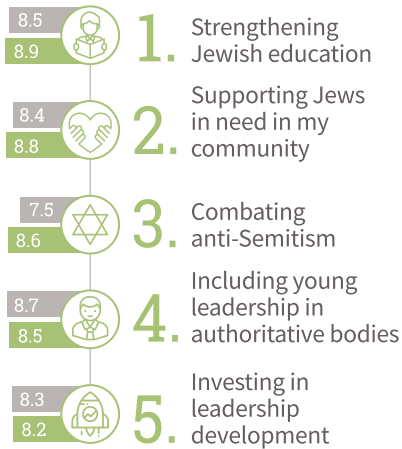 8.5
8.9
1.
Strengthening
Jewish education
8.4
8.8
2.
Supporting Jews
in need in my
community
7.5
8.6
3.
Combating
anti-Semitism
8.7
8.5
4.
Including young
leadership in
authoritative bodies
8.3
8.2
5.
Investing in
leadership
development